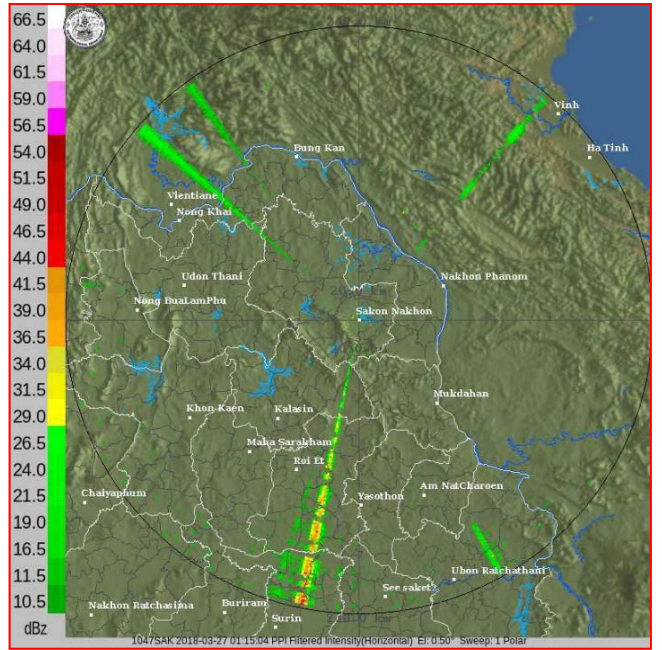 66.5
64.0
61.5
59.0
56.5
54.0
51.5
49.0
46.5
44.0
41.5
39.0
36.5
34.0
31.5
29.0
26.5
24.0
21.5
19.0
16.5
11.5
10.5
dBz
Vinh
Ha Tinh
Bung Kan
Vientiane
Nong Khai
Udon Thani
Nakhon Phanom
Nong BuaLamPhu
Sakon Nakhon
Mukdahan
Khon Kaen
Kalasin
Maha Sarakham
Roi Et
Chaiyaphum
Yasothon
Am NatCharoen
Ubon Ratchathani
See saket
Nakhon Ratchasima
Buriram
Surin
1047SAK 2018-03-27 01:15:04 PPI Filtered Intensity(Horizontal) El: 0.50° Sweep: 1 Polar